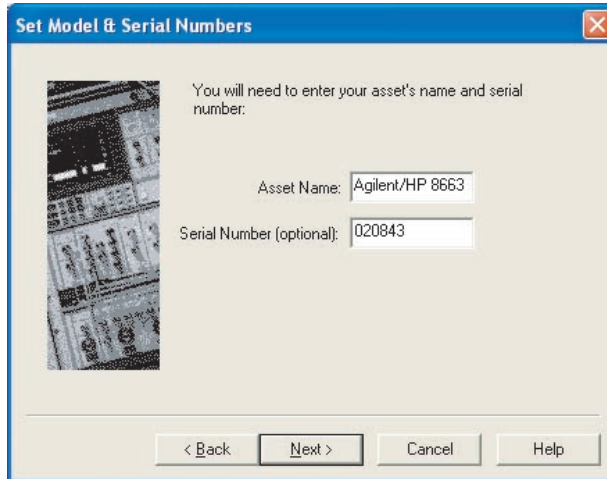 Set Model & Serial Numbers
You will need to enter your asset's name and serial
number:
Asset Name: Agilent/HP 8663
Serial Number (optional): 020843
< Back Next > Cancel Help